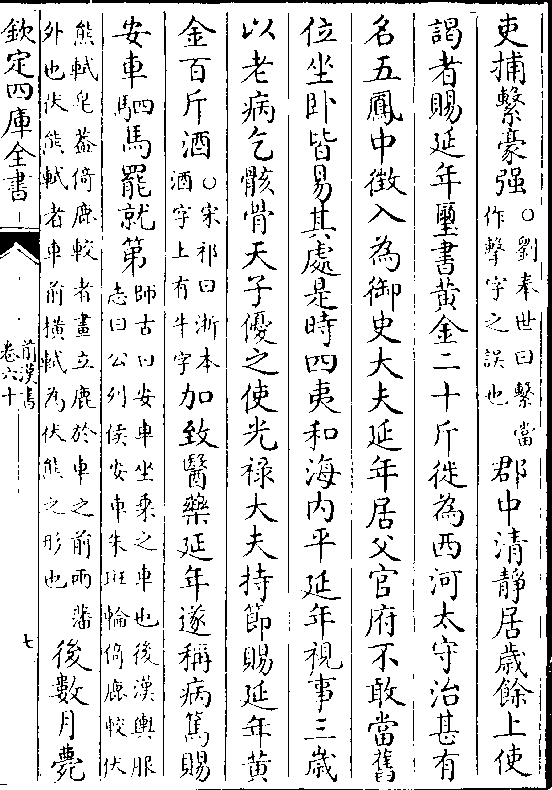 吏捕繫豪强○劉奉世曰繫當作擊字之誤也郡中清靜居歲餘上使
謁者賜延年璽書黄金二十斤徙為西河太守治甚有
名五鳳中徴入為御史大夫延年居父官府不敢當舊
位坐卧皆易其處是時四夷和海内平延年視事三歲
以老病乞骸骨天子優之使光禄大夫持節賜延年黄
金百斤酒○宋祁曰浙本酒字上有牛字加致醫藥延年遂稱病篤賜
安車駟馬罷就第師古曰安車坐乘之車也後漢輿服志曰公列侯安車朱班輪倚鹿較伏
熊軾皂葢倚鹿較者畫立鹿於車之前兩藩外也伏熊軾者車前横軾為伏熊之形也後數月薨
欽定四庫全書
前漢書
卷六十
七